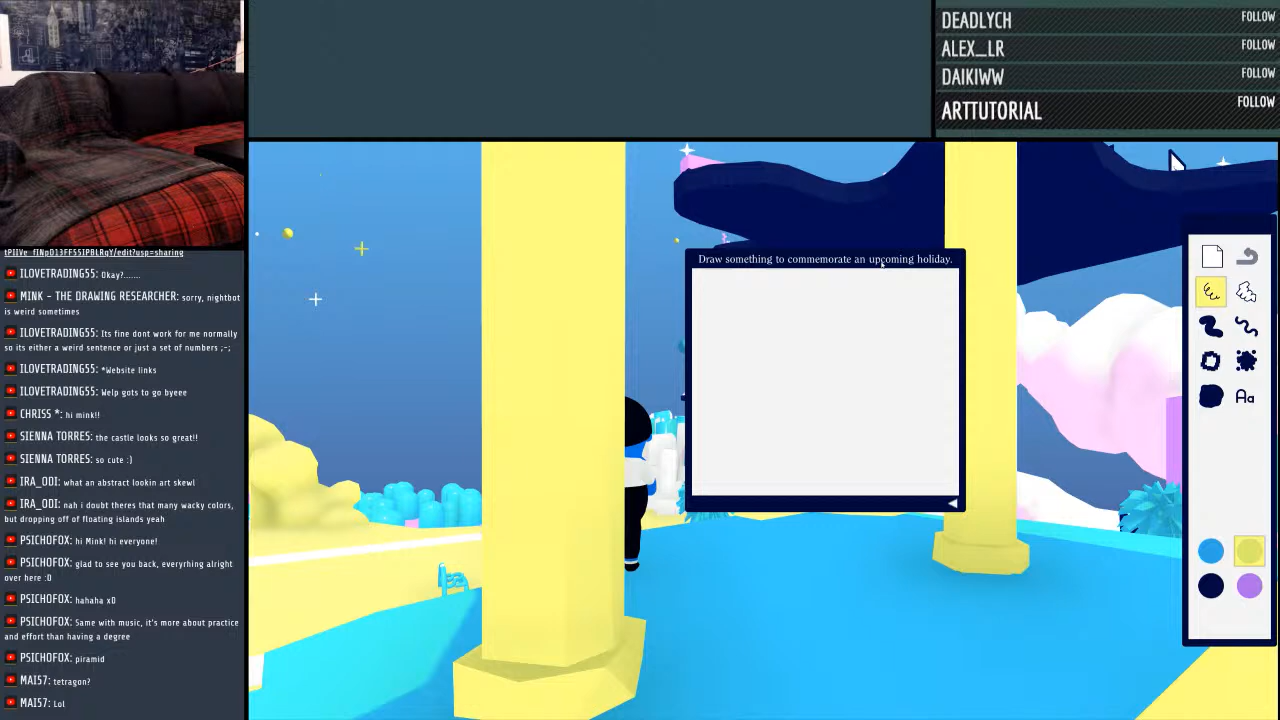 DEADLYCH FOLLOW
ALEX_LR FOLLOW
DAIKIWW FOLLOW
ARTTUTORIAL FOLLOW
tPIIVe_fINpD13FF5SIPBLRqY/edit?usp=sharing
ILOVETRADING55: Okay?.......
MINK - THE DRAWING RESEARCHER: sorry, nightbot
is weird sometimes
ILOVETRADING55: Its fine dont work for me normally
so its either a weird sentence or just a set of numbers ;-;
ILOVETRADING55: *Website links
ILOVETRADING55: Welp gots to go byeee
CHRISS *: hi mink!!
SIENNA TORRES: the castle looks so great!!
SIENNA TORRES: so cute :)
IRA_ODI: what an abstract lookin art skewl
IRA_ODI: nah i doubt theres that many wacky colors,
but dropping off of floating islands yeah
PSICHOFOX: hi Mink! hi everyone!
PSICHOFOX: glad to see you back, everyrhing alright
over here :D
PSICHOFOX: hahaha xD
PSICHOFOX: Same with music, it's more about practice
and effort than having a degree
PSICHOFOX: piramid
MAI57: tetragon?
MAI57: Lol
Draw something to commemorate an upcoming holiday.
Aa